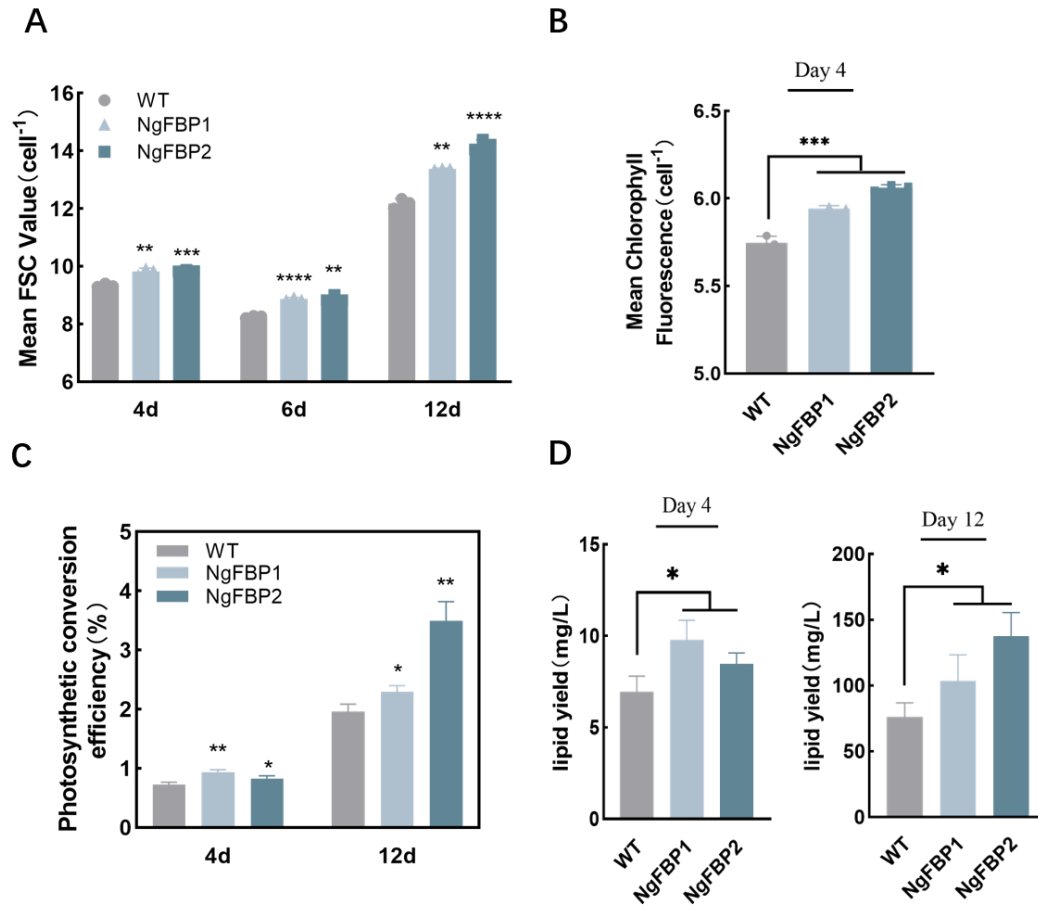 A
Mean FSC Value(cell-1)
16
14
12
10
8
6
WT
NgFBP1
NgFBP2
** ***
**** **
** ****
4d 6d 12d
B
Day 4
Mean Chlorophyll
Fluorescence(cell-1)
6.5
6.0
5.5
5.0
***
WT NgFBP1 NgFBP2
C
Photosynthetic conversion
efficiency(%)
5
4
3
2
1
0
WT
NgFBP1
NgFBP2
** *
* **
4d 12d
D
Day 4
lipid yield(mg/L)
15
10
5
0
*
WT NgFBP1 NgFBP2
Day 12
lipid yield(mg/L)
200
150
100
50
0
*
WT NgFBP1 NgFBP2